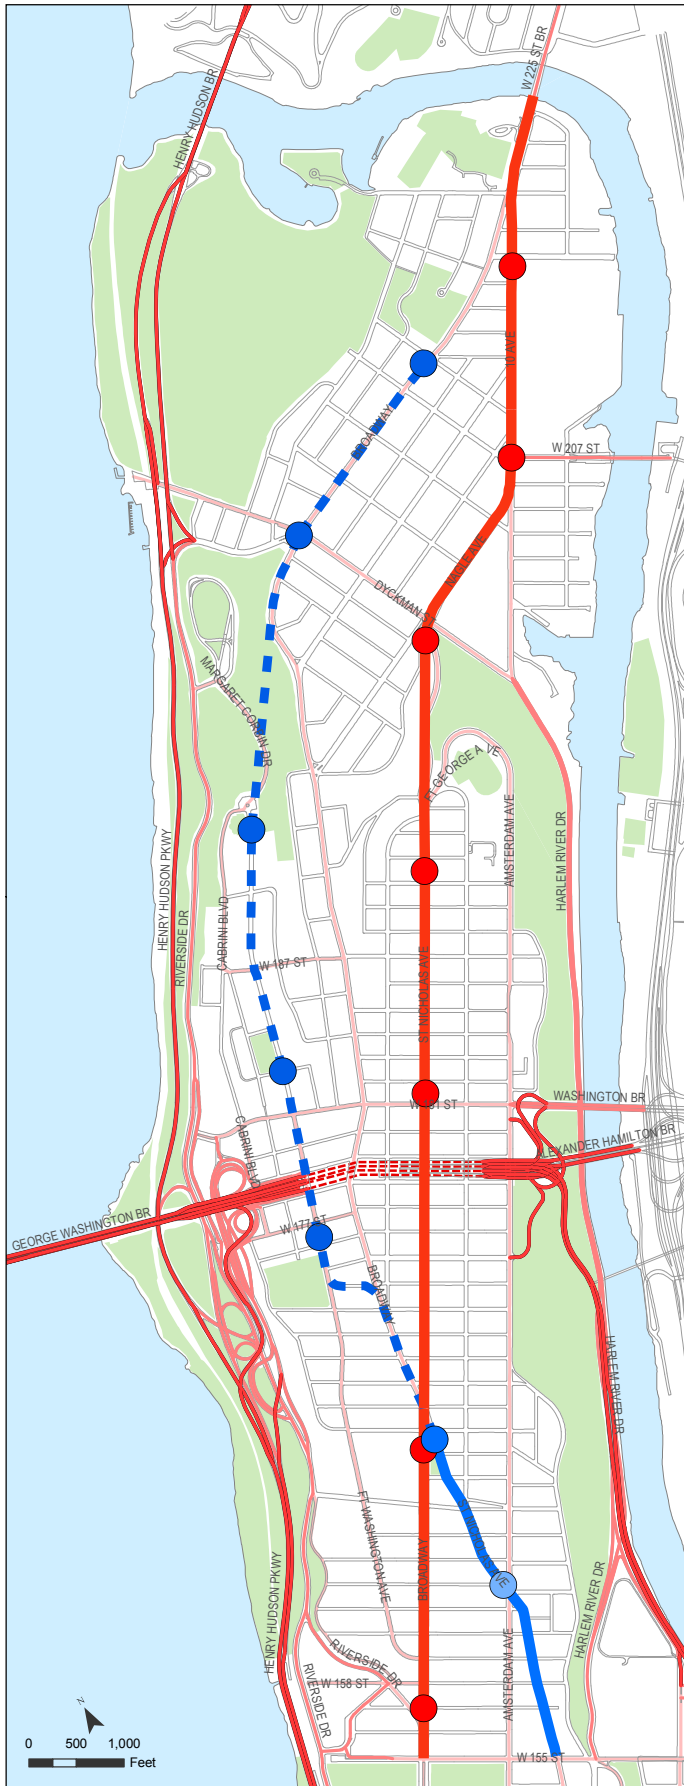 W 225 ST BR
HENRY HUDSON BR
10 AVE
BROADWAY
W 207 ST
NAGLE AVE
DYCKMAN ST
MARGARET CORBIN DR
FT GEORGE A VE
AMSTERDAM AVE
HARLEM RIVER DR
HENRY HUDSON PKWY
RIVERSIDE DR
CABRINI BLVD
W 187 ST
ST NICHOLAS AVE
WASHINGTON BR
W 181 ST
ALEXANDER HAMILTON BR
CABRINI BLVD
GEORGE WASHINGTON BR
W 177 ST
BROADWAY
HARLEM RIVER DR
FT WASHINGTON AVE
ST NICHOLAS AVE
BROADWAY
HENRY HUDSON PKWY
HARLEM RIVER DR
RIVERSIDE DR
AMSTERDAM AVE
W 158 ST
RIVERSIDE DR
W 155 ST
N
0 500 1,000
Feet